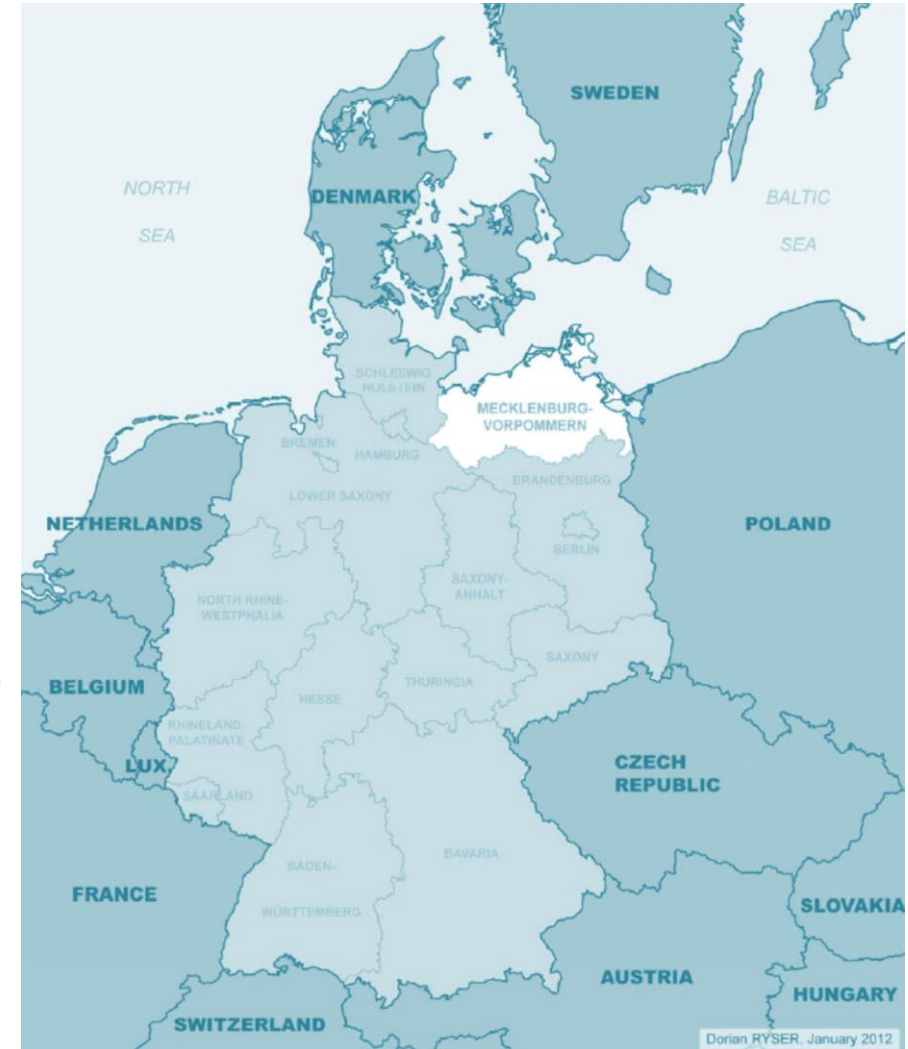 SWEDEN
NORTH
SEA
DENMARK
BALTIC
SEA
SCHLESWIG
HOLSTEIN
MECKLENBURG-
VORPOMMERN
BREMEN
HAMBURG
BRANDENBURG
LOWER SAXONY
NETHERLANDS
POLAND
BERLIN
SAXONY-
ANHALT
NORTH RHINE-
WESTPHALIA
SAXONY
BELGIUM
HESSE
THURINGIA
RHINELAND-
PALATINATE
LUX.
CZECH
REPUBLIC
SAARLAND
BAVARIA
BADEN-
WÜRTTEMBERG
FRANCE
SLOVAKIA
AUSTRIA
HUNGARY
SWITZERLAND
Dorian RYSER, January 2012